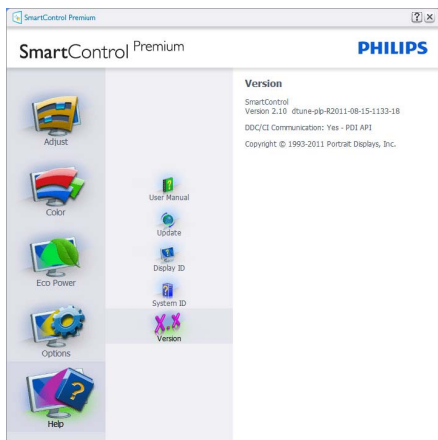 SmartControl Premium
SmartControl Premium
PHILIPS
Adjust
Color
Eco Power
Options
Help
User Manual
Update
Display ID
System ID
X.X
Version
Version
SmartControl
Version 2.10 dtune-plp-R2011-08-15-1133-18
DDC/CI Communication: Yes - PDI API
Copyright © 1993-2011 Portrait Displays, Inc.